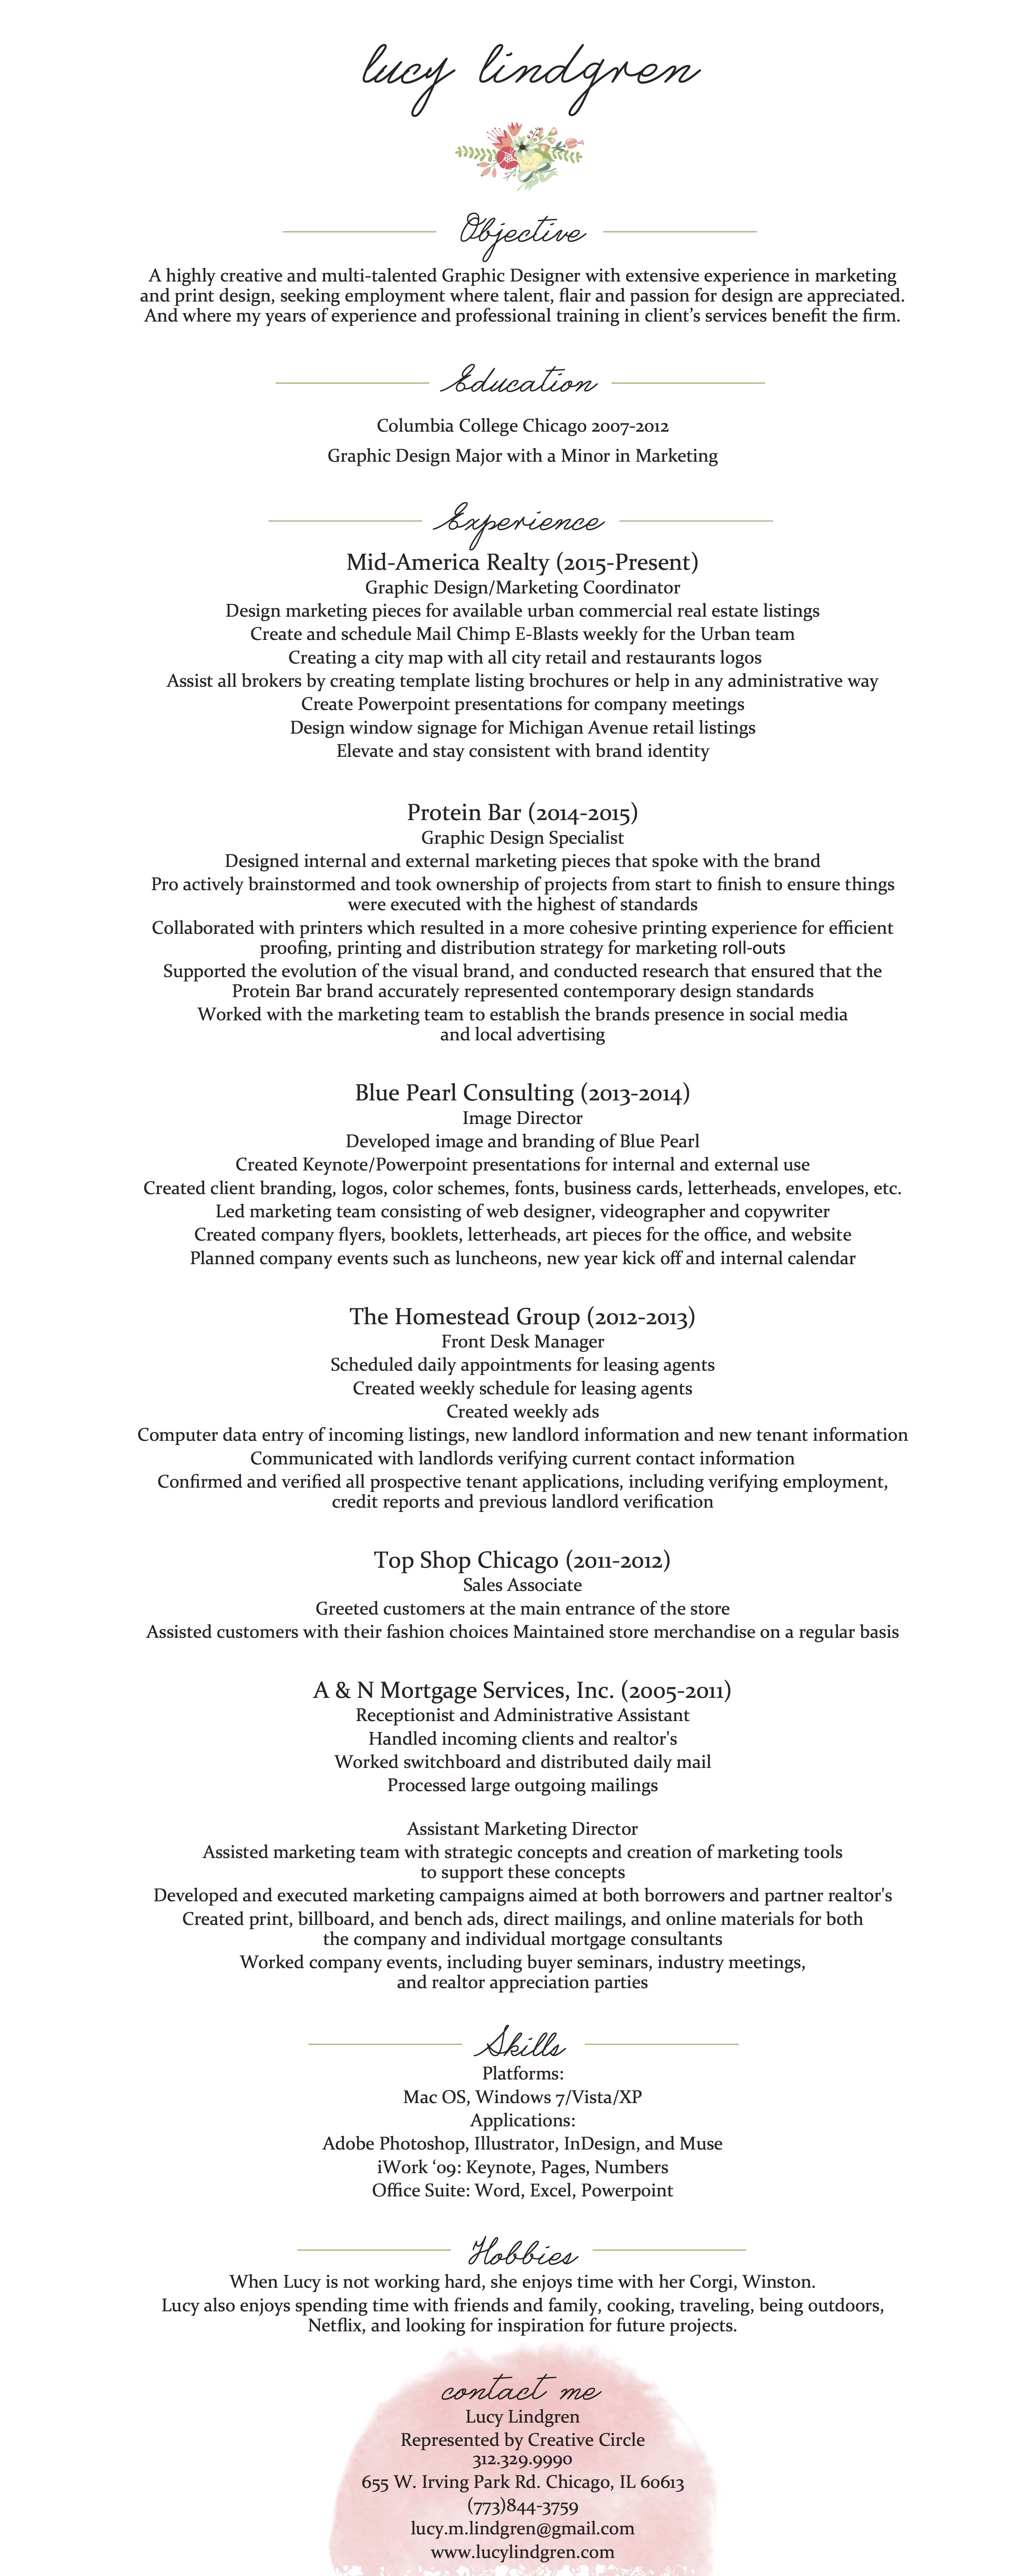 lucy lindgren
Objective
A highly creative and multi-talented Graphic Designer with extensive experience in marketing
and print design, seeking employment where talent, flair and passion for design are appreciated.
And where my years of experience and professional training in client’s services benefit the firm.
Education
Columbia College Chicago 2007-2012
Graphic Design Major with a Minor in Marketing
Experience
Mid-America Realty (2015-Present)
Graphic Design/Marketing Coordinator
Design marketing pieces for available urban commercial real estate listings
Create and schedule Mail Chimp E-Blasts weekly for the Urban team
Creating a city map with all city retail and restaurants logos
Assist all brokers by creating template listing brochures or help in any administrative way
Create Powerpoint presentations for company meetings
Design window signage for Michigan Avenue retail listings
Elevate and stay consistent with brand identity
Protein Bar (2014-2015)
Graphic Design Specialist
Designed internal and external marketing pieces that spoke with the brand
Pro actively brainstormed and took ownership of projects from start to finish to ensure things
were executed with the highest of standards
Collaborated with printers which resulted in a more cohesive printing experience for efficient
proofing, printing and distribution strategy for marketing roll-outs
Supported the evolution of the visual brand, and conducted research that ensured that the
Protein Bar brand accurately represented contemporary design standards
Worked with the marketing team to establish the brands presence in social media
and local advertising
Blue Pearl Consulting (2013-2014)
Image Director
Developed image and branding of Blue Pearl
Created Keynote/Powerpoint presentations for internal and external use
Created client branding, logos, color schemes, fonts, business cards, letterheads, envelopes, etc.
Led marketing team consisting of web designer, videographer and copywriter
Created company flyers, booklets, letterheads, art pieces for the office, and website
Planned company events such as luncheons, new year kick off and internal calendar
The Homestead Group (2012-2013)
Front Desk Manager
Scheduled daily appointments for leasing agents
Created weekly schedule for leasing agents
Created weekly ads
Computer data entry of incoming listings, new landlord information and new tenant information
Communicated with landlords verifying current contact information
Confirmed and verified all prospective tenant applications, including verifying employment,
credit reports and previous landlord verification
Top Shop Chicago (2011-2012)
Sales Associate
Greeted customers at the main entrance of the store
Assisted customers with their fashion choices Maintained store merchandise on a regular basis
A & N Mortgage Services, Inc. (2005-2011)
Receptionist and Administrative Assistant
Handled incoming clients and realtor's
Worked switchboard and distributed daily mail
Processed large outgoing mailings
Assistant Marketing Director
Assisted marketing team with strategic concepts and creation of marketing tools
to support these concepts
Developed and executed marketing campaigns aimed at both borrowers and partner realtor's
Created print, billboard, and bench ads, direct mailings, and online materials for both
the company and individual mortgage consultants
Worked company events, including buyer seminars, industry meetings,
and realtor appreciation parties
Skills
Platforms:
Mac OS, Windows 7/Vista/XP
Applications:
Adobe Photoshop, Illustrator, InDesign, and Muse
iWork ‘09: Keynote, Pages, Numbers
Office Suite: Word, Excel, Powerpoint
Hobbies
When Lucy is not working hard, she enjoys time with her Corgi, Winston.
Lucy also enjoys spending time with friends and family, cooking, traveling, being outdoors,
Netflix, and looking for inspiration for future projects.
contact me
Lucy Lindgren
Represented by Creative Circle
312.329.9990
655 W. Irving Park Rd. Chicago, IL 60613
(773)844-3759
lucy.m.lindgren@gmail.com
www.lucylindgren.com